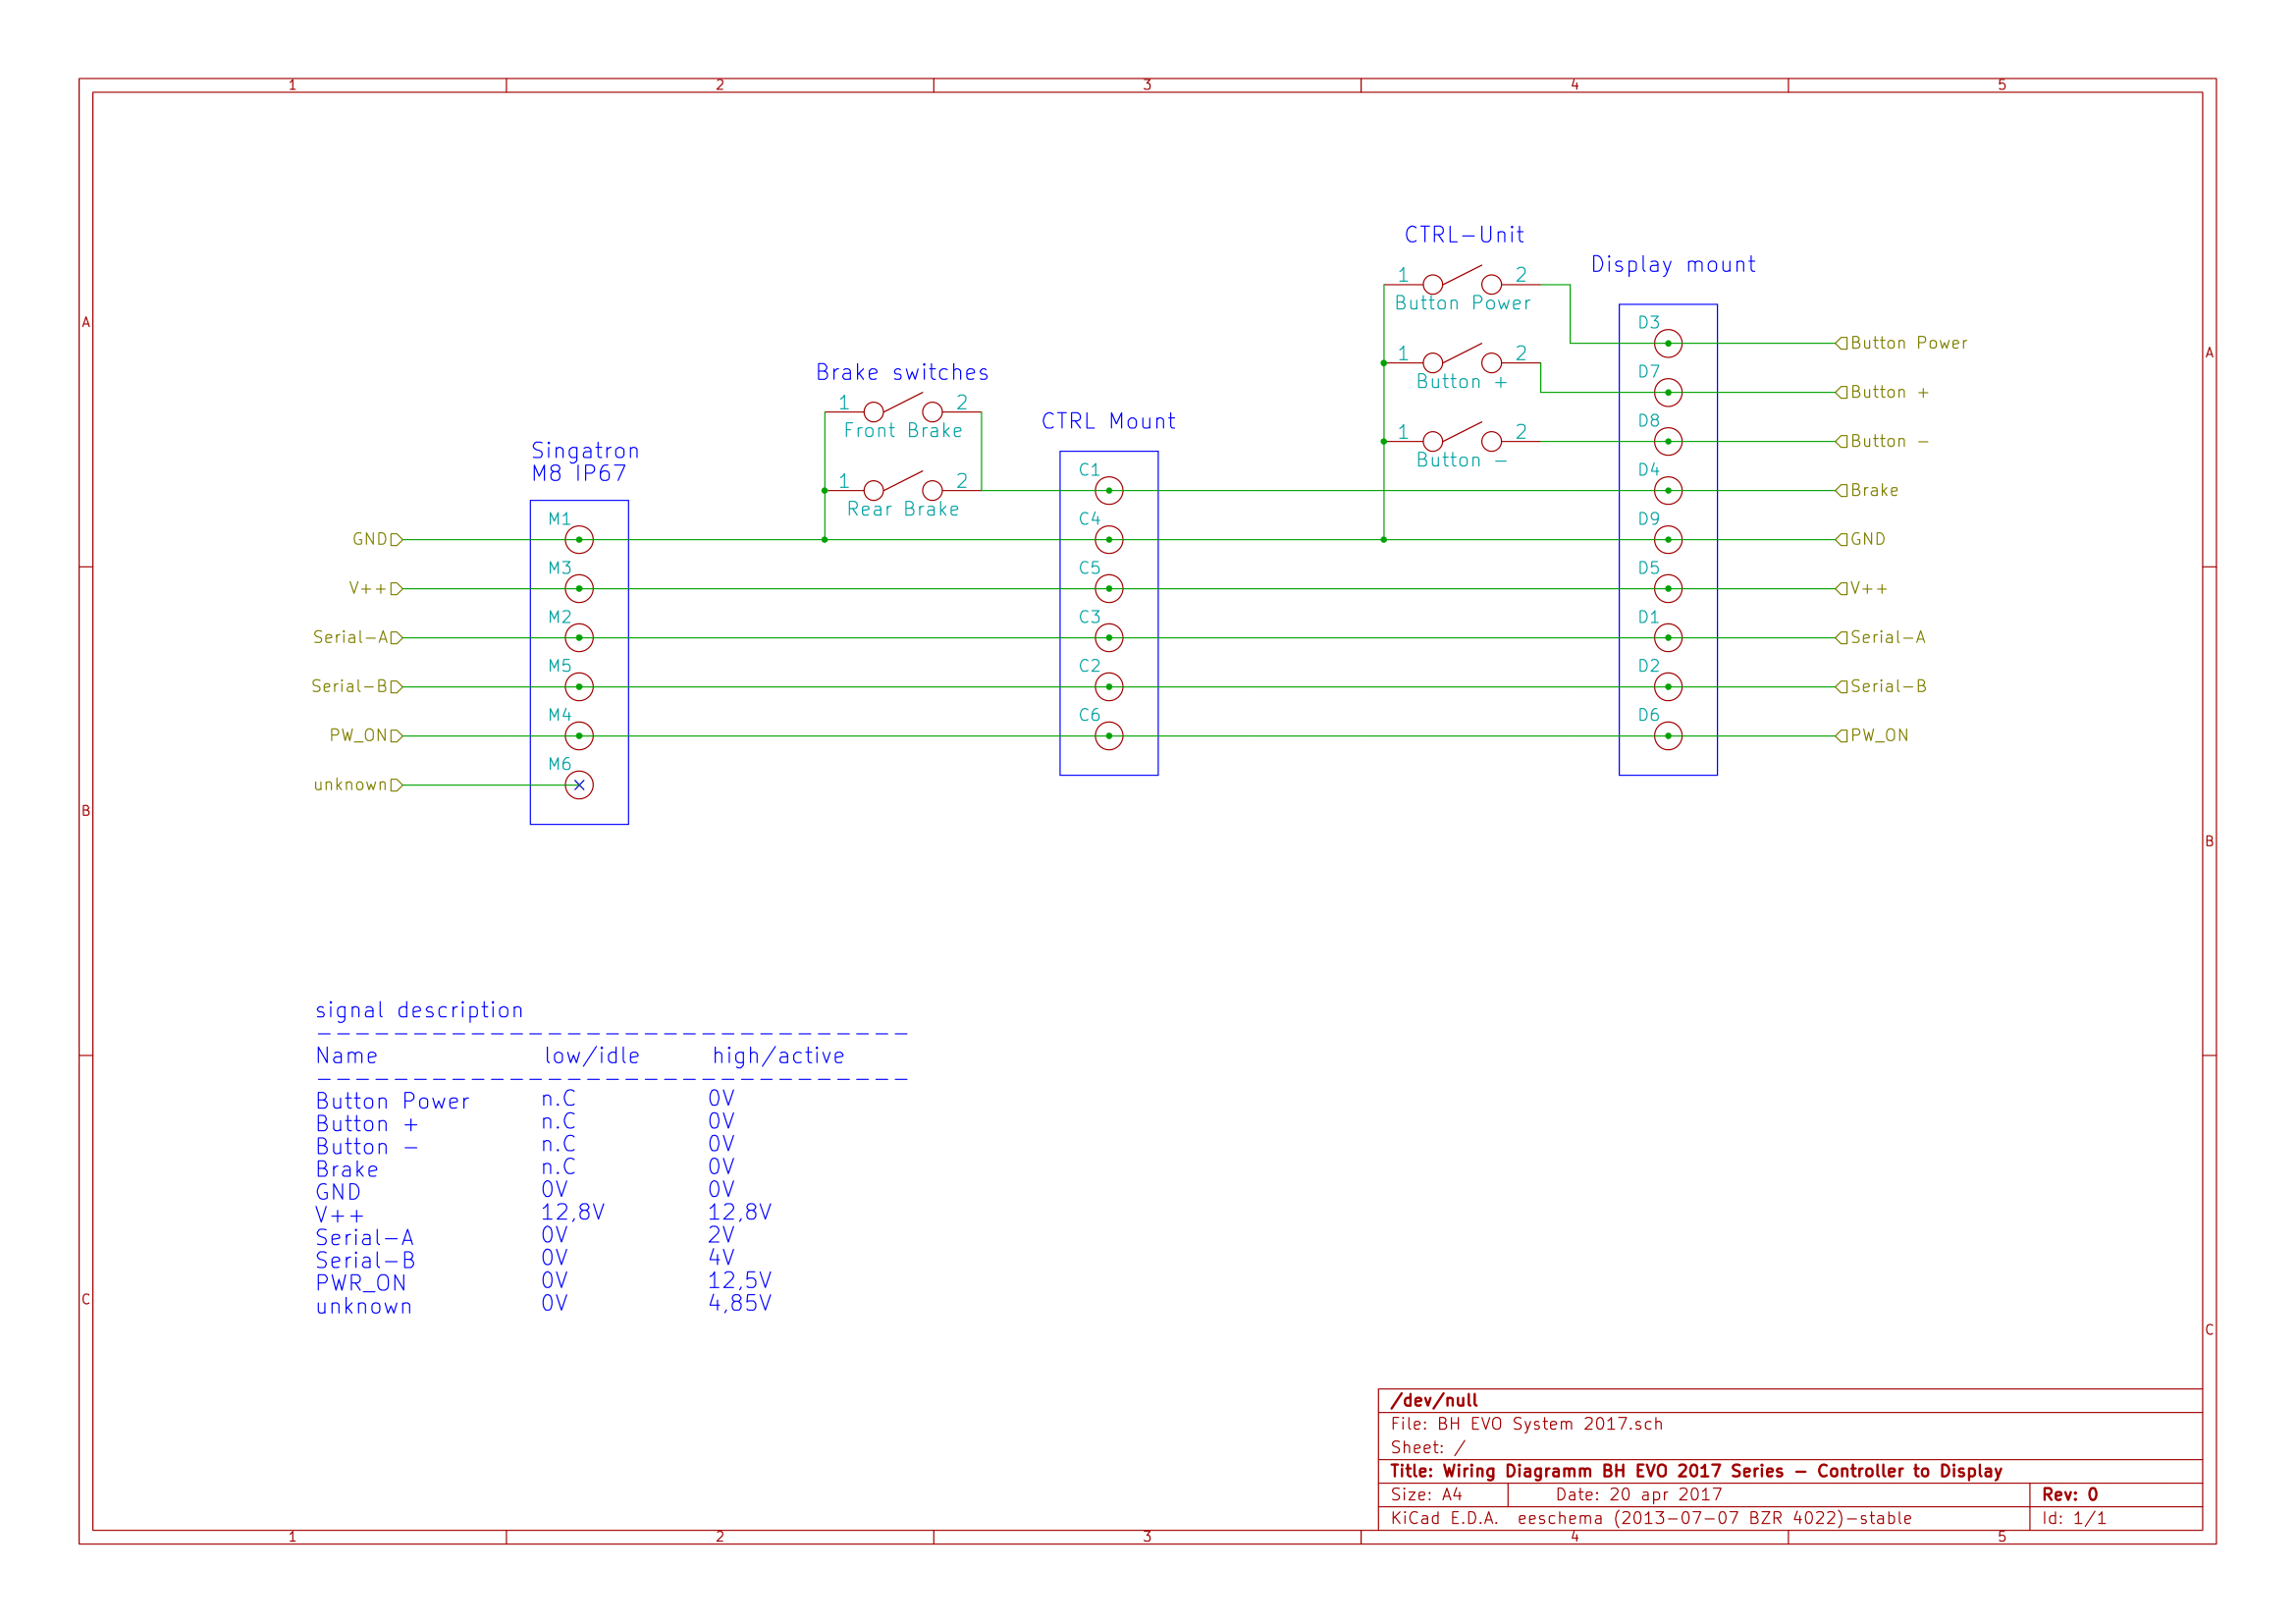 1 2 3 4 5
A
A
B
B
C
C
CTRL-Unit
1 2
Button Power
1 2
Button +
1 2
Button -
Display mount
D3
Button Power
D7
Button +
D8
Button -
D4
Brake
D9
GND
D5
V++
D1
Serial-A
D2
Serial-B
D6
PW_ON
Brake switches
1 2
Front Brake
1 2
Rear Brake
CTRL Mount
C1
C4
C5
C3
C2
C6
Singatron
M8 IP67
GND
M1
V++
M3
Serial-A
M2
Serial-B
M5
PW_ON
M4
unknown
M6
signal description
-------------------------------
Name low/idle high/active
-------------------------------
Button Power n.C 0V
Button + n.C 0V
Button - n.C 0V
Brake n.C 0V
GND 0V 0V
V++ 12,8V 12,8V
Serial-A 0V 2V
Serial-B 0V 4V
PWR_ON 0V 12,5V
unknown 0V 4,85V
/dev/null
File: BH EVO System 2017.sch
Sheet: /
Title: Wiring Diagramm BH EVO 2017 Series - Controller to Display
Size: A4 Date: 20 apr 2017 Rev: 0
KiCad E.D.A. eeschema (2013-07-07 BZR 4022)-stable Id: 1/1
1 2 3 4 5